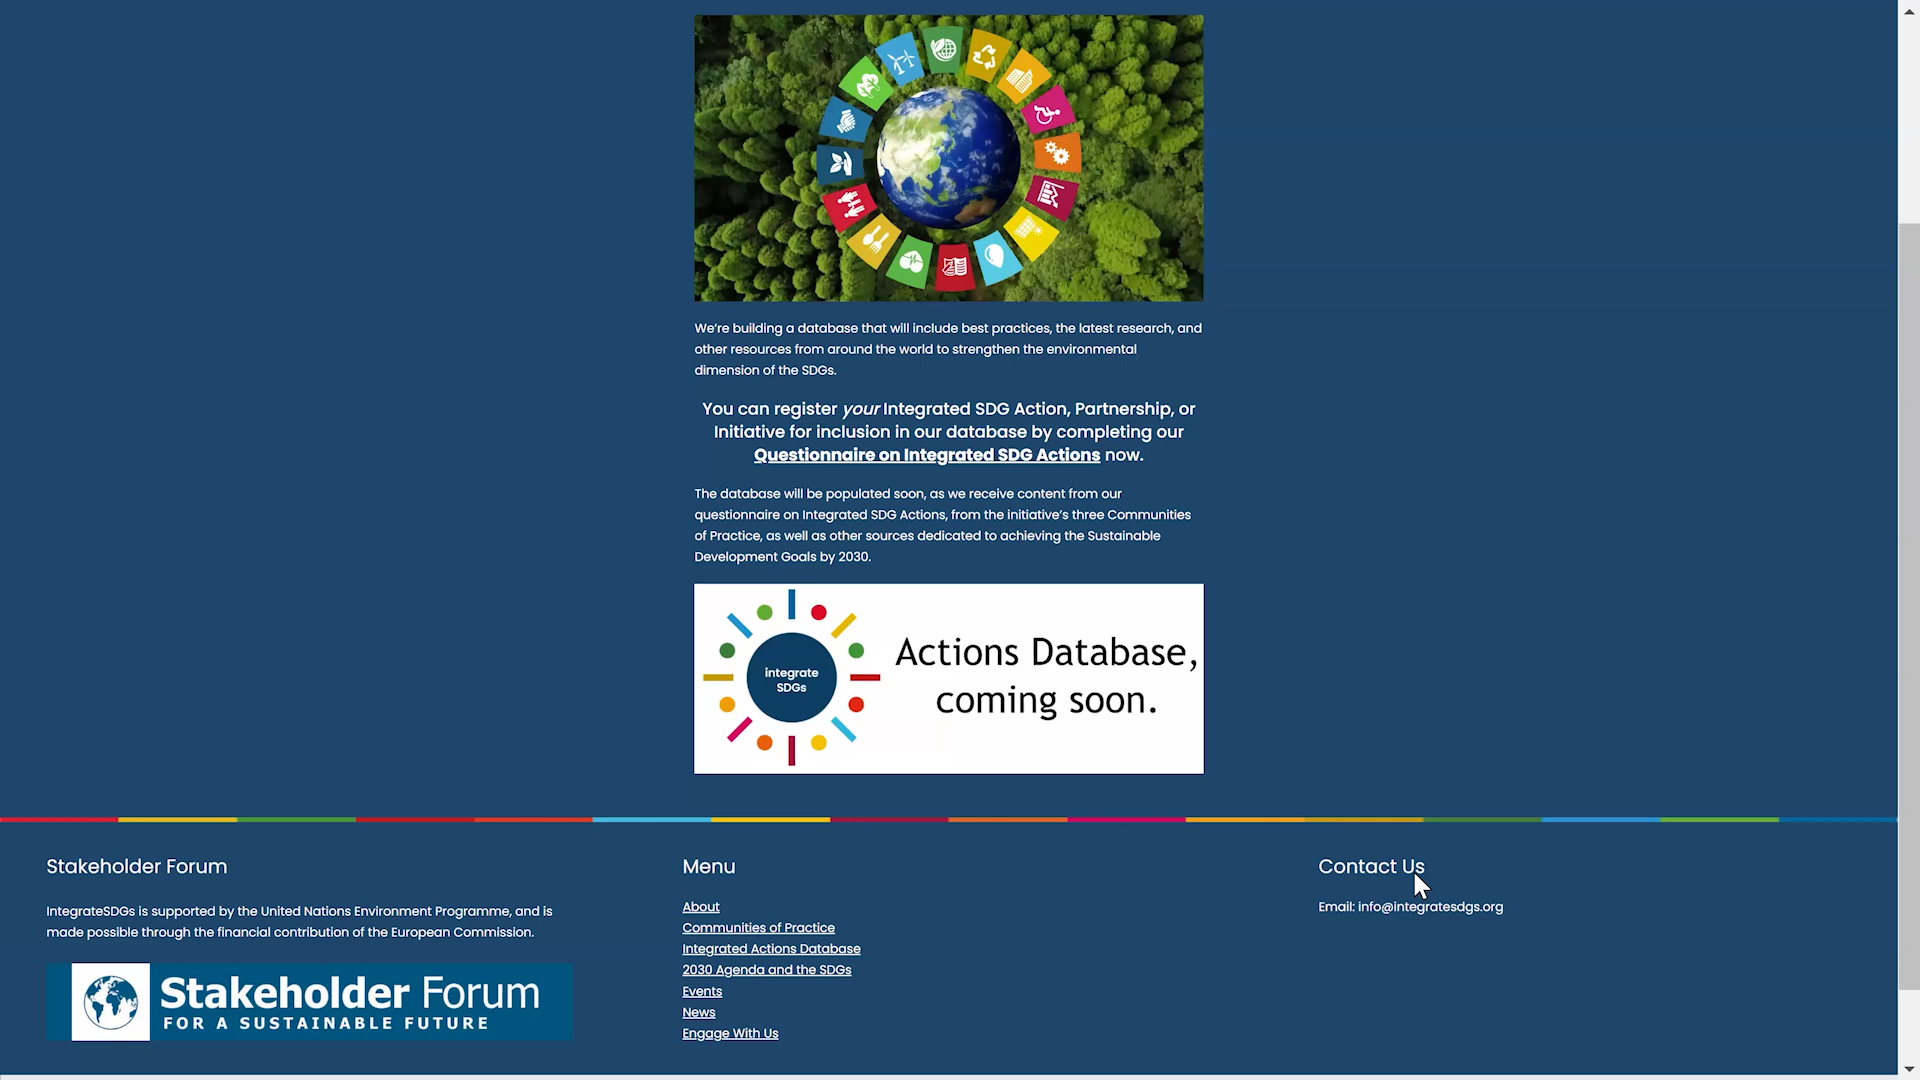 We're building a database that will include best practices, the latest research, and
other resources from around the world to strengthen the environmental
dimension of the SDGs.
You can register your Integrated SDG Action, Partnership, or
Initiative for inclusion in our database by completing our
Questionnaire on Integrated SDG Actions now.
The database will be populated soon, as we receive content from our
questionnaire on Integrated SDG Actions, from the initiative's three Communities
of Practice, as well as other sources dedicated to achieving the Sustainable
Development Goals by 2030.
integrate
SDGs
Actions Database,
coming soon.
Stakeholder Forum
IntegrateSDGs is supported by the United Nations Environment Programme, and is
made possible through the financial contribution of the European Commission.
Stakeholder Forum
FOR A SUSTAINABLE FUTURE
Menu
About
Communities of Practice
Integrated Actions Database
2030 Agenda and the SDGs
Events
News
Engage With Us
Contact Us
Email: info@integratesdgs.org